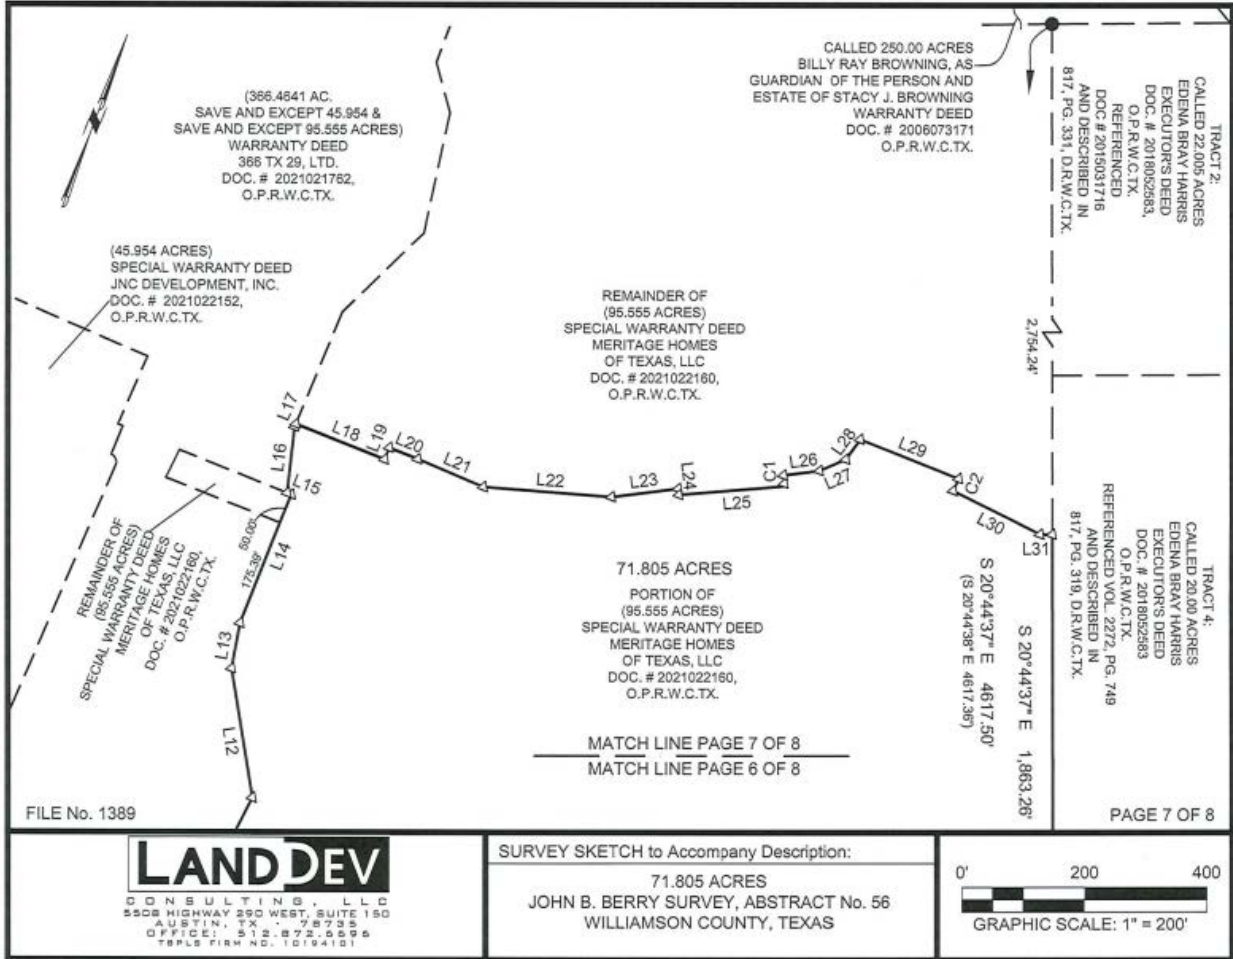 CALLED 250.00 ACRES
BILLY RAY BROWNING, AS
GUARDIAN OF THE PERSON AND
ESTATE OF STACY J. BROWNING
WARRANTY DEED
DOC. # 2006073171
O.P.R.W.C.TX.
TRACT 2:
CALLED 22.005 ACRES
EDENA BRAY HARRIS
EXECUTOR'S DEED
DOC. # 2018052583,
O.P.R.W.C.TX.
REFERENCED
DOC # 2015031716
AND DESCRIBED IN
817, PG. 331, D.R.W.C.TX.
(366.4641 AC.
SAVE AND EXCEPT 45.954 &
SAVE AND EXCEPT 95.555 ACRES)
WARRANTY DEED
366 TX 29, LTD.
DOC. # 2021021762,
O.P.R.W.C.TX.
(45.954 ACRES)
SPECIAL WARRANTY DEED
JNC DEVELOPMENT, INC.
DOC. # 2021022152,
O.P.R.W.C.TX.
REMAINDER OF
(95.555 ACRES)
SPECIAL WARRANTY DEED
MERITAGE HOMES
OF TEXAS, LLC
DOC. # 2021022160,
O.P.R.W.C.TX.
2,754.24'
L17
L18
L19
L20
L21
L22
L23
L24
L25
C1
L26
L27
L28
L29
C2
L30
L31
L16
L15
50.00'
175.39'
L14
L13
L12
REMAINDER OF
(95.555 ACRES)
SPECIAL WARRANTY DEED
MERITAGE HOMES
OF TEXAS, LLC
DOC. # 2021022160,
O.P.R.W.C.TX.
71.805 ACRES
PORTION OF
(95.555 ACRES)
SPECIAL WARRANTY DEED
MERITAGE HOMES
OF TEXAS, LLC
DOC. # 2021022160,
O.P.R.W.C.TX.
S 20°44'37" E 4617.50'
(S 20°44'38" E 4617.36')
S 20°44'37" E 1,863.26'
TRACT 4:
CALLED 20.00 ACRES
EDENA BRAY HARRIS
EXECUTOR'S DEED
DOC. # 2018052583
O.P.R.W.C.TX.
REFERENCED VOL. 2272, PG. 749
AND DESCRIBED IN
817, PG. 319, D.R.W.C.TX.
MATCH LINE PAGE 7 OF 8
MATCH LINE PAGE 6 OF 8
FILE No. 1389
PAGE 7 OF 8
LANDDEV
CONSULTING, LLC
5508 HIGHWAY 290 WEST, SUITE 150
AUSTIN, TX · 78735
OFFICE: 512.872.6696
TBPLS FIRM NO. 10194101
SURVEY SKETCH to Accompany Description:
71.805 ACRES
JOHN B. BERRY SURVEY, ABSTRACT No. 56
WILLIAMSON COUNTY, TEXAS
0' 200 400
GRAPHIC SCALE: 1" = 200'